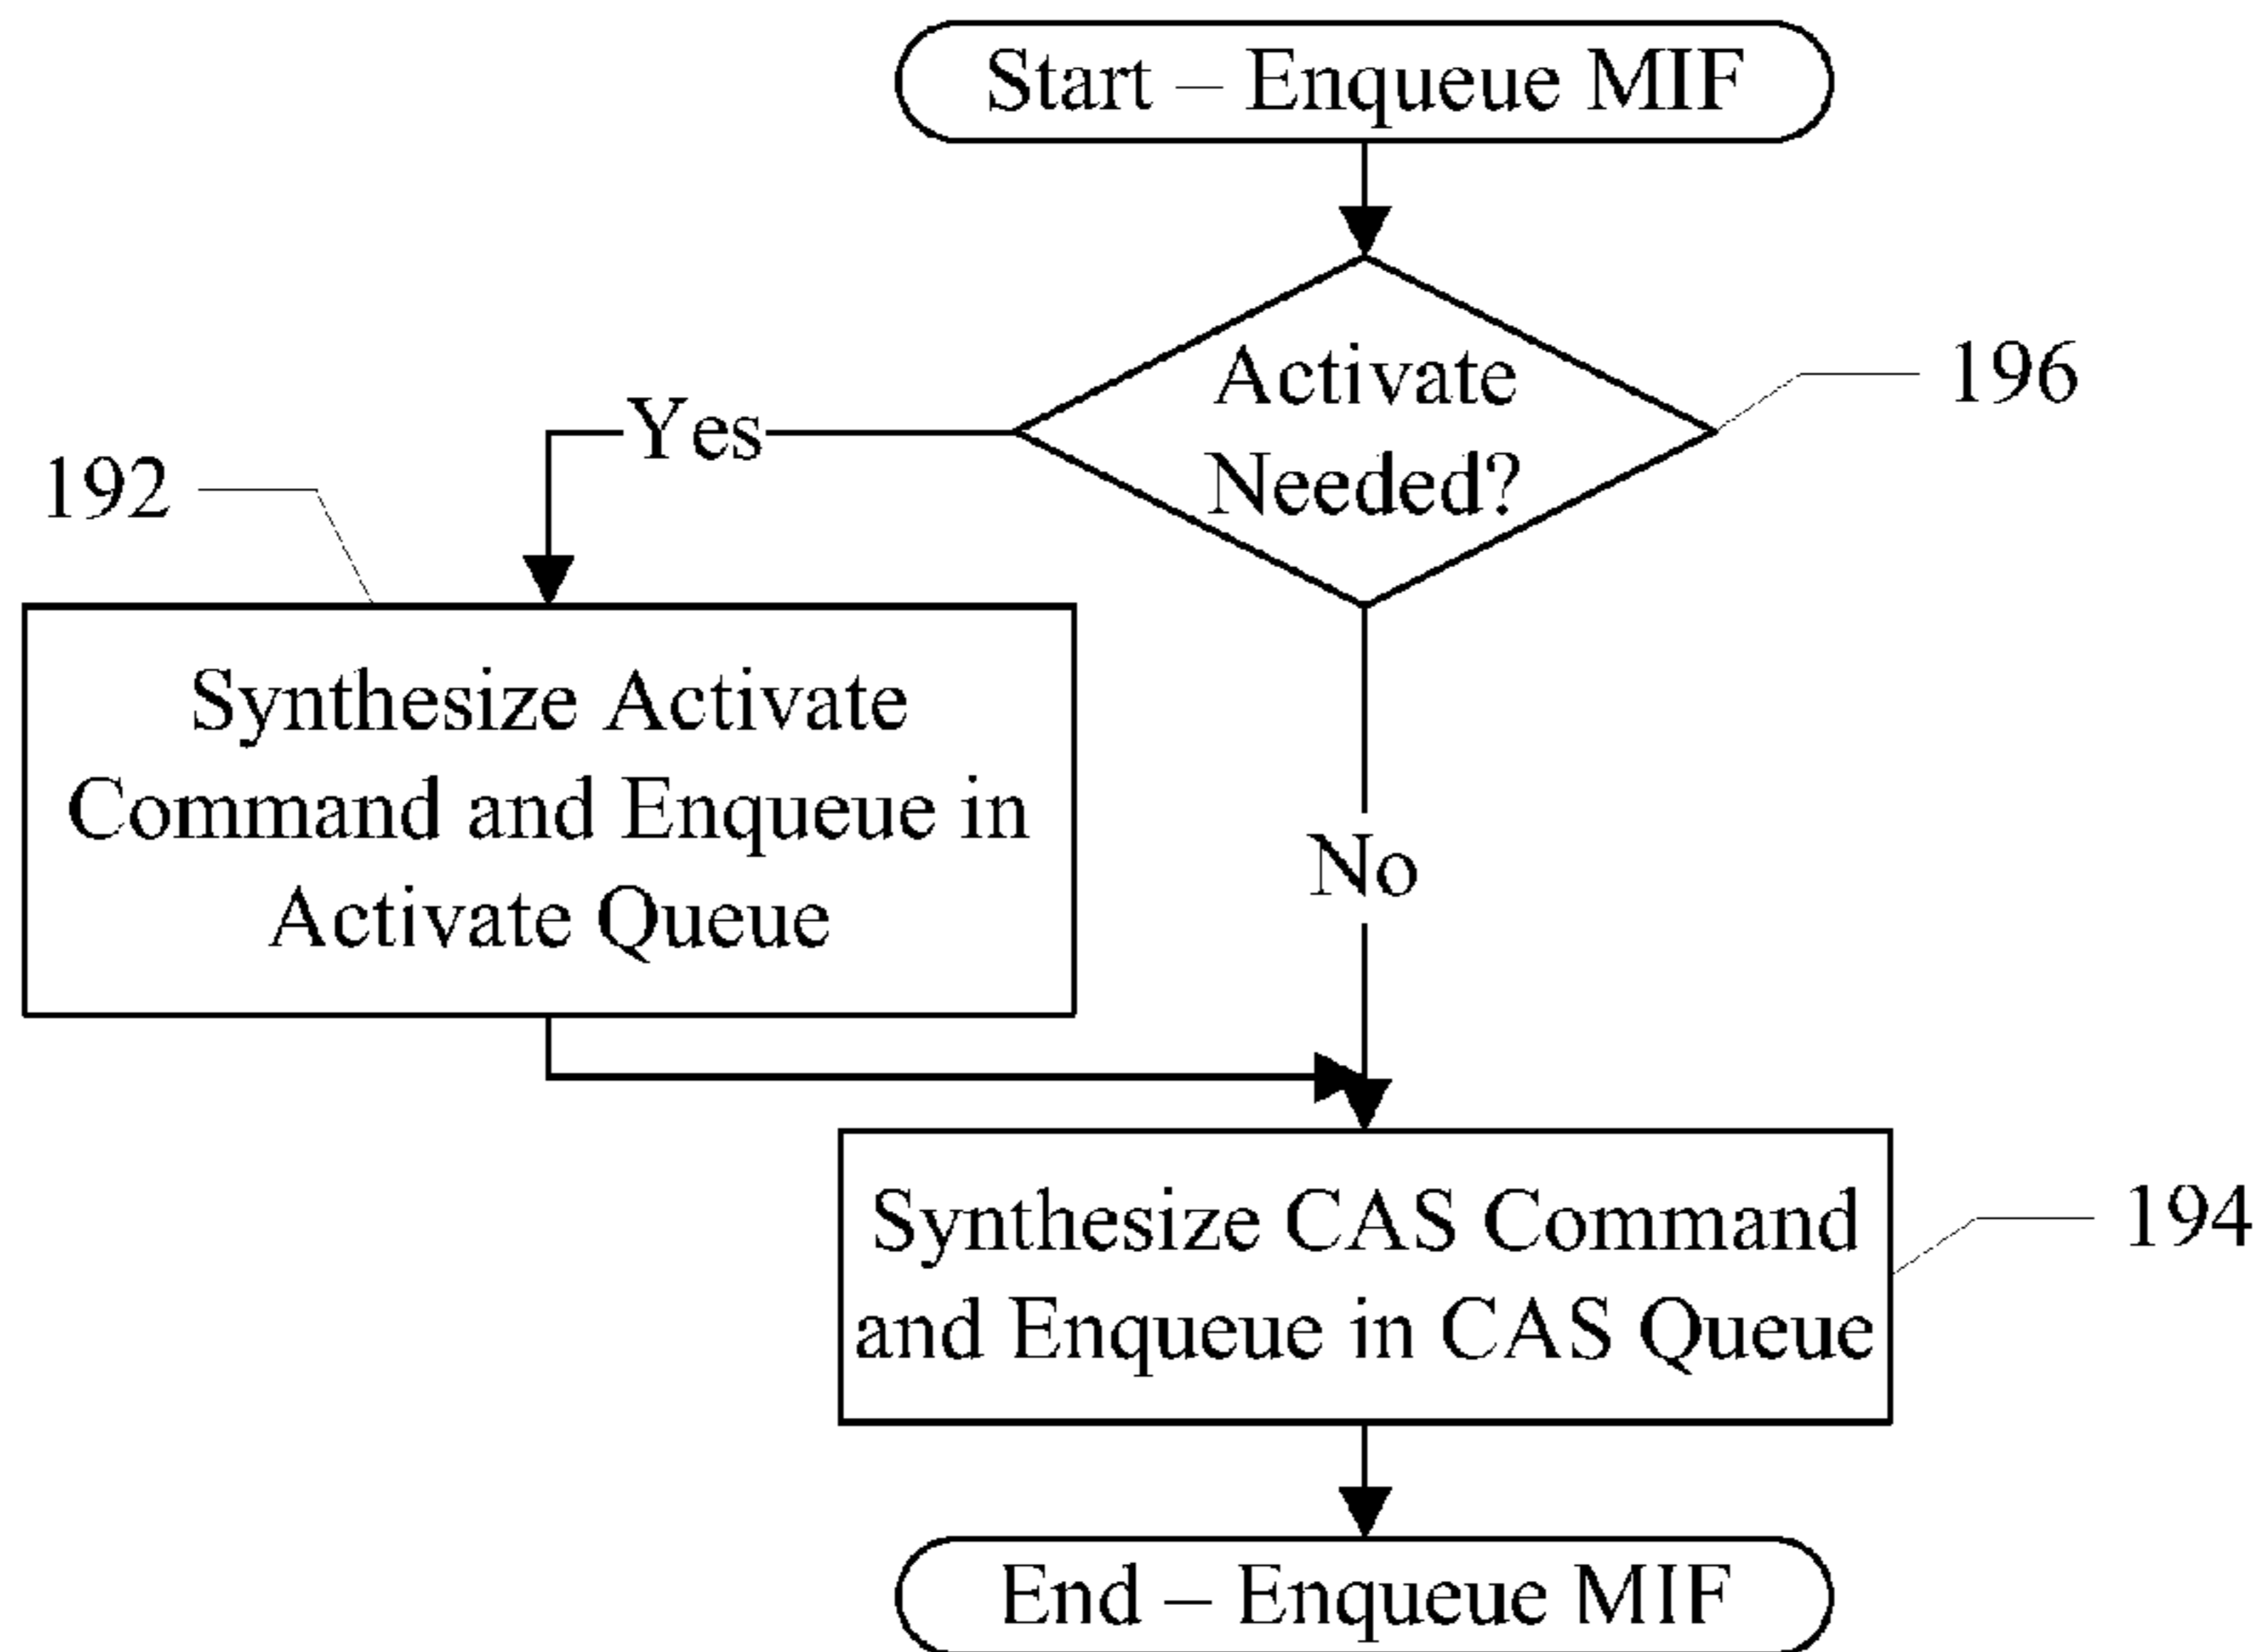 Start – Enqueue MIF
Activate
Needed?
196
Yes
192
Synthesize Activate
Command and Enqueue in
Activate Queue
No
Synthesize CAS Command
and Enqueue in CAS Queue
194
End – Enqueue MIF